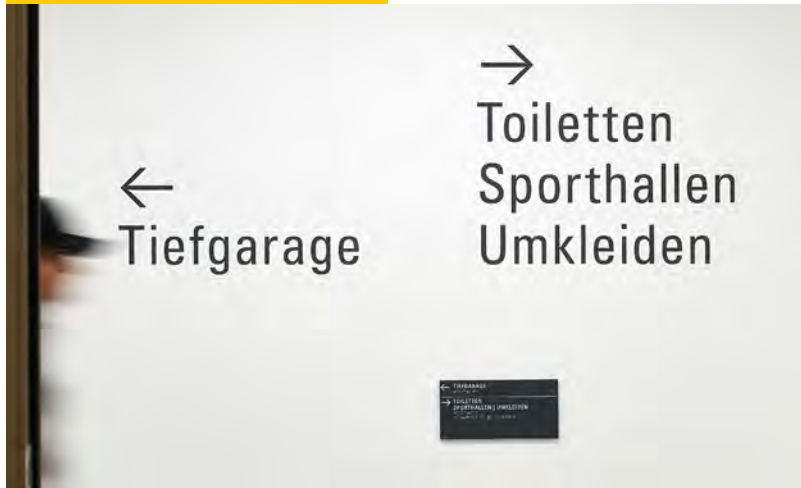 ←
Tiefgarage
→
Toiletten
Sporthallen
Umkleiden
← TIEFGARAGE
→ TOILETTEN
SPORTHALLEN | UMKLEIDEN